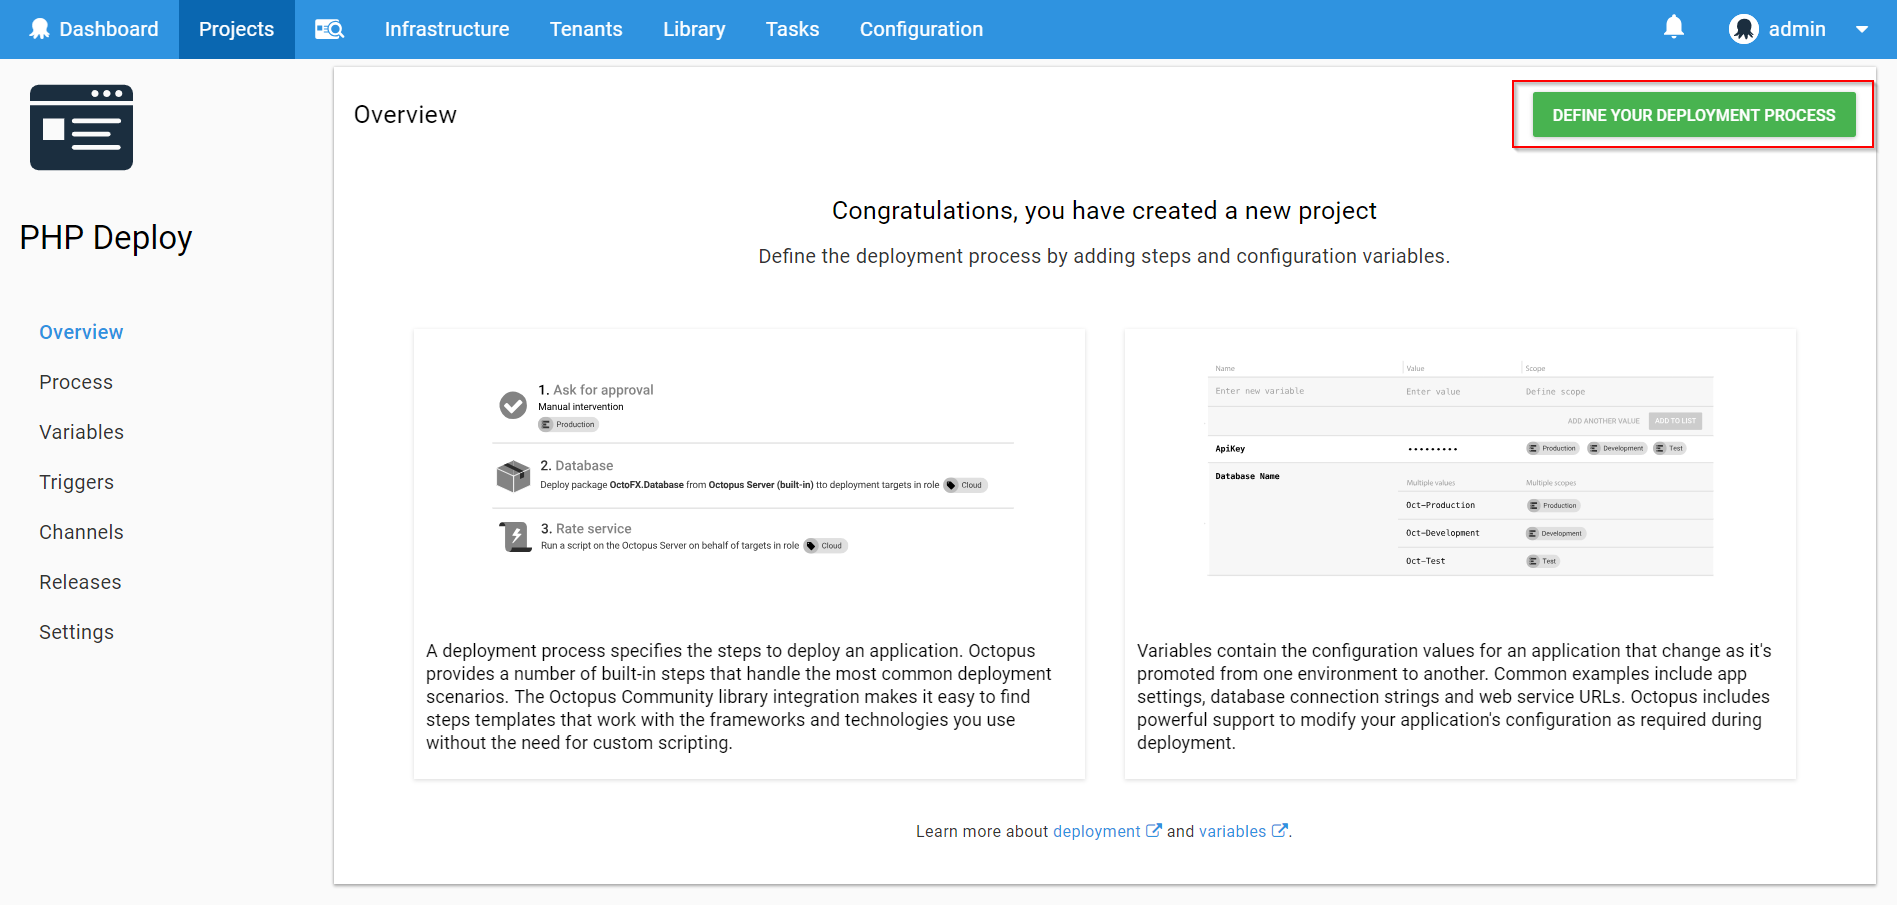 Dashboard Projects Infrastructure Tenants Library Tasks Configuration admin
PHP Deploy
Overview
Process
Variables
Triggers
Channels
Releases
Settings
Overview
DEFINE YOUR DEPLOYMENT PROCESS
Congratulations, you have created a new project
Define the deployment process by adding steps and configuration variables.
1. Ask for approval
Manual intervention
Production
2. Database
Deploy package OctoFX.Database from Octopus Server (built-in) tto deployment targets in role Cloud
3. Rate service
Run a script on the Octopus Server on behalf of targets in role Cloud
A deployment process specifies the steps to deploy an application. Octopus
provides a number of built-in steps that handle the most common deployment
scenarios. The Octopus Community library integration makes it easy to find
steps templates that work with the frameworks and technologies you use
without the need for custom scripting.
Name Value Scope
Enter new variable Enter value Define scope
ADD ANOTHER VALUE ADD TO LIST
ApiKey ••••••••• Production Development Test
Database Name
Multiple values Multiple scopes
Oct-Production Production
Oct-Development Development
Oct-Test Test
Variables contain the configuration values for an application that change as it's
promoted from one environment to another. Common examples include app
settings, database connection strings and web service URLs. Octopus includes
powerful support to modify your application's configuration as required during
deployment.
Learn more about deployment and variables.